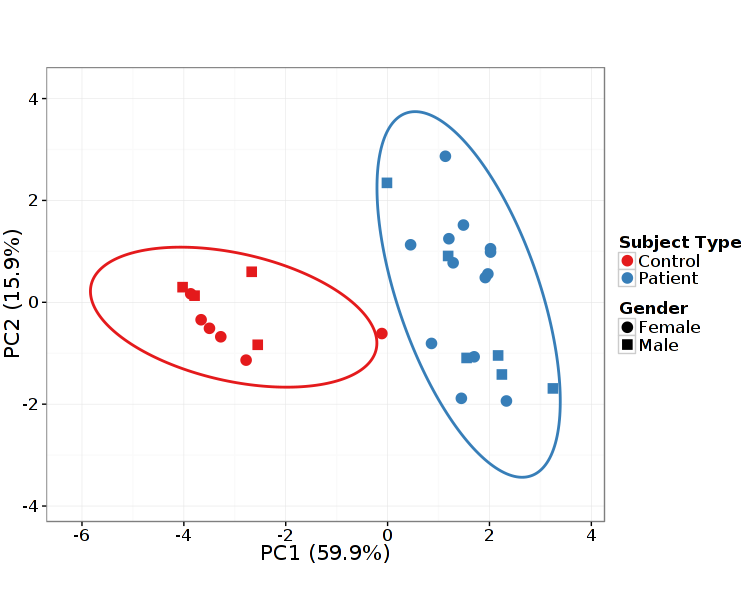 4
2
0
-2
-4
PC2 (15.9%)
-6 -4 -2 0 2 4
PC1 (59.9%)
Subject Type
Control
Patient
Gender
Female
Male